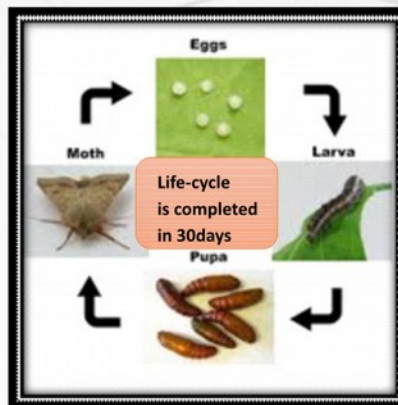 Eggs
Moth
Larva
Life-cycle
is completed
in 30days
Pupa